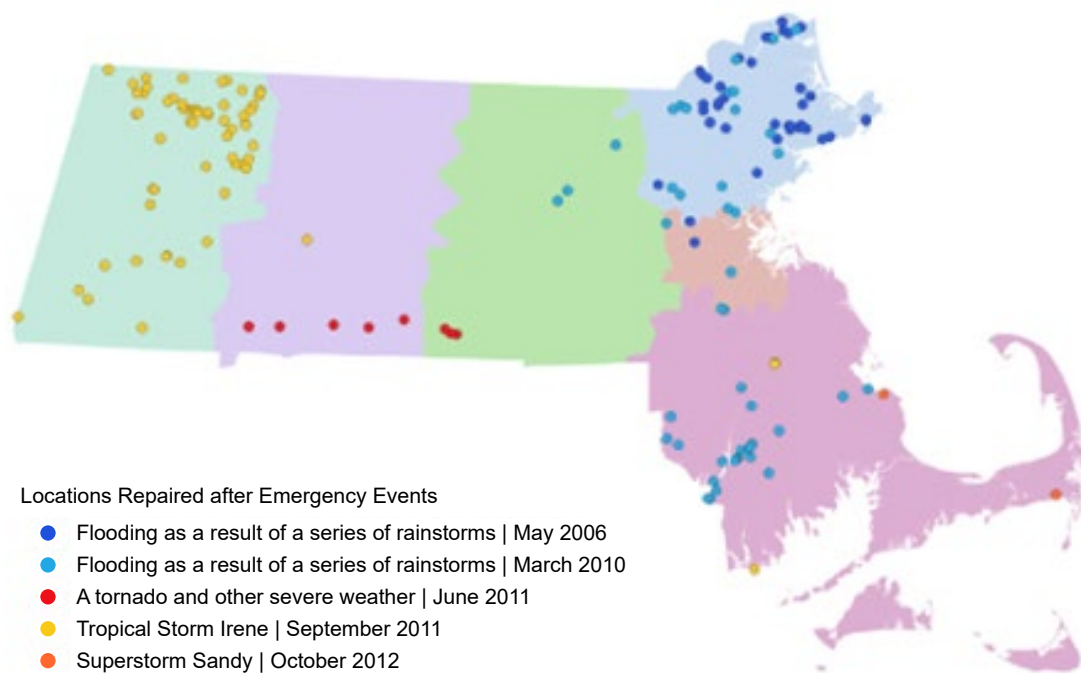 Locations Repaired after Emergency Events
Flooding as a result of a series of rainstorms | May 2006
Flooding as a result of a series of rainstorms | March 2010
A tornado and other severe weather | June 2011
Tropical Storm Irene | September 2011
Superstorm Sandy | October 2012